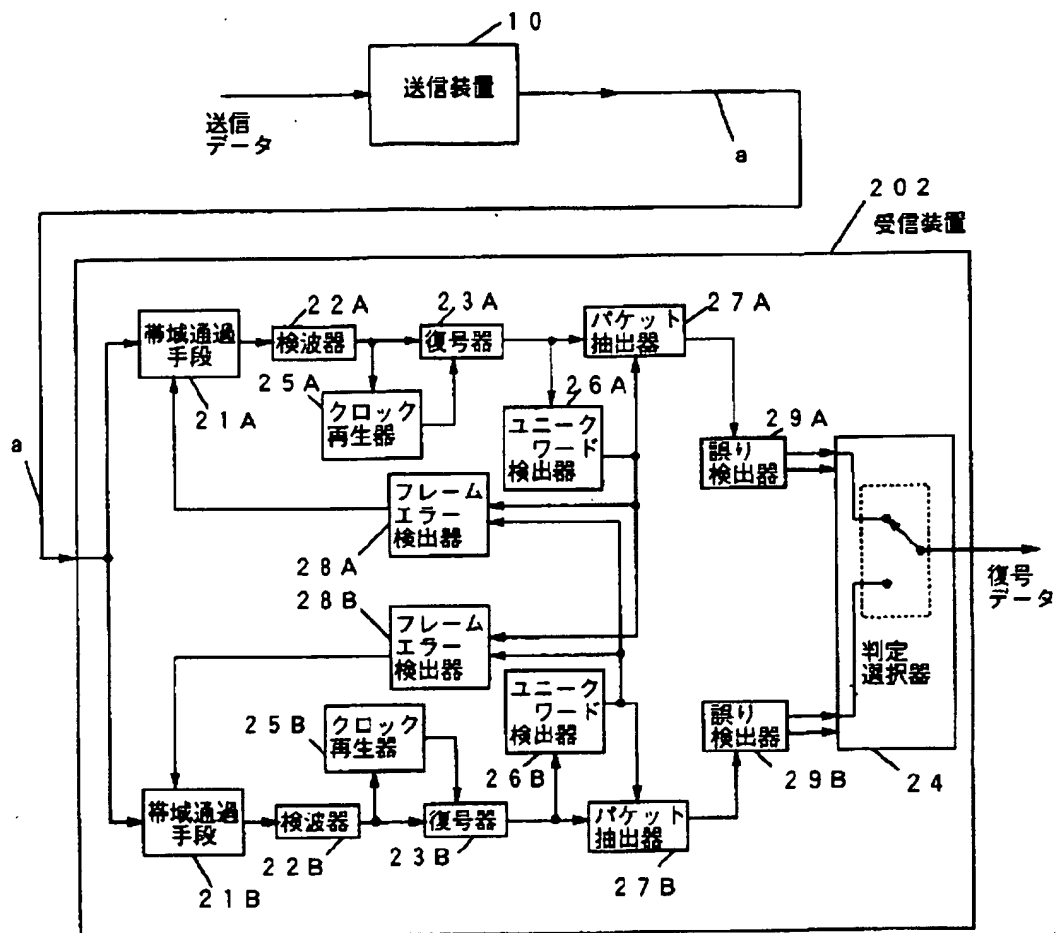 10
送信装置
送信
データ
a
202
受信装置
帯域通過
手段
21A
22A
検波器
23A
復号器
パケット
抽出器
27A
25A
クロック
再生器
26A
ユニーク
ワード
検出器
29A
誤り
検出器
a
フレーム
エラー
検出器
28A
28B
フレーム
エラー
検出器
復号
データ
判定
選択器
25B
クロック
再生器
ユニーク
ワード
検出器
26B
誤り
検出器
29B
24
帯域通過
手段
21B
検波器
22B
復号器
23B
パケット
抽出器
27B